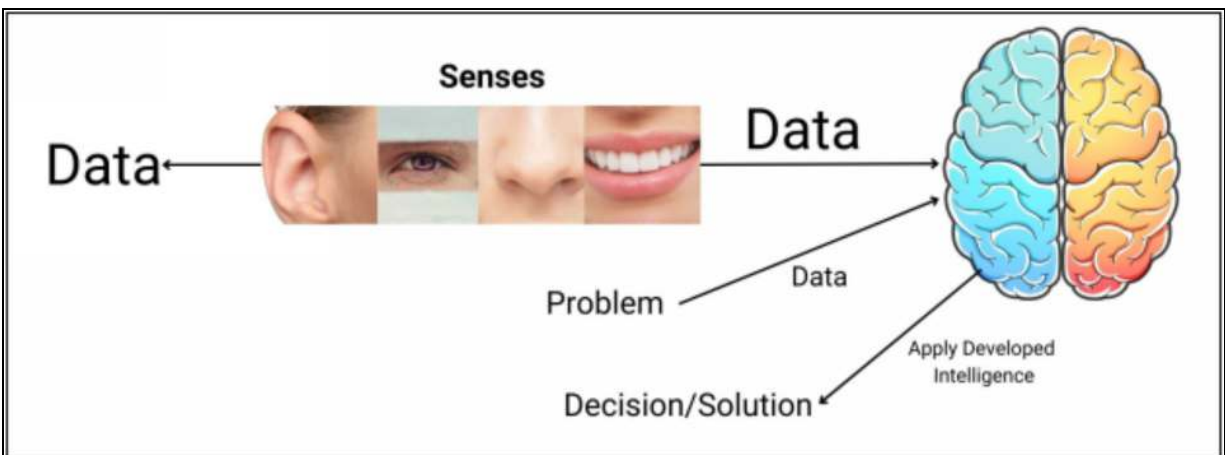 Senses
Data
Data
Data
Problem
Apply Developed
Intelligence
Decision/Solution